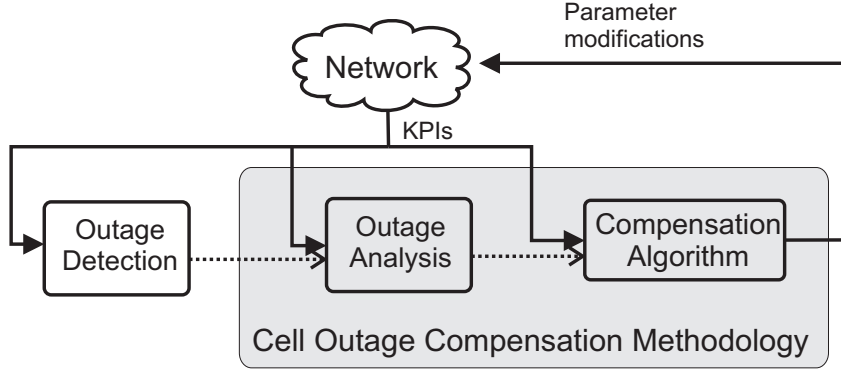 Parameter
modifications
Network
KPIs
Outage
Detection
Outage
Analysis
Compensation
Algorithm
Cell Outage Compensation Methodology